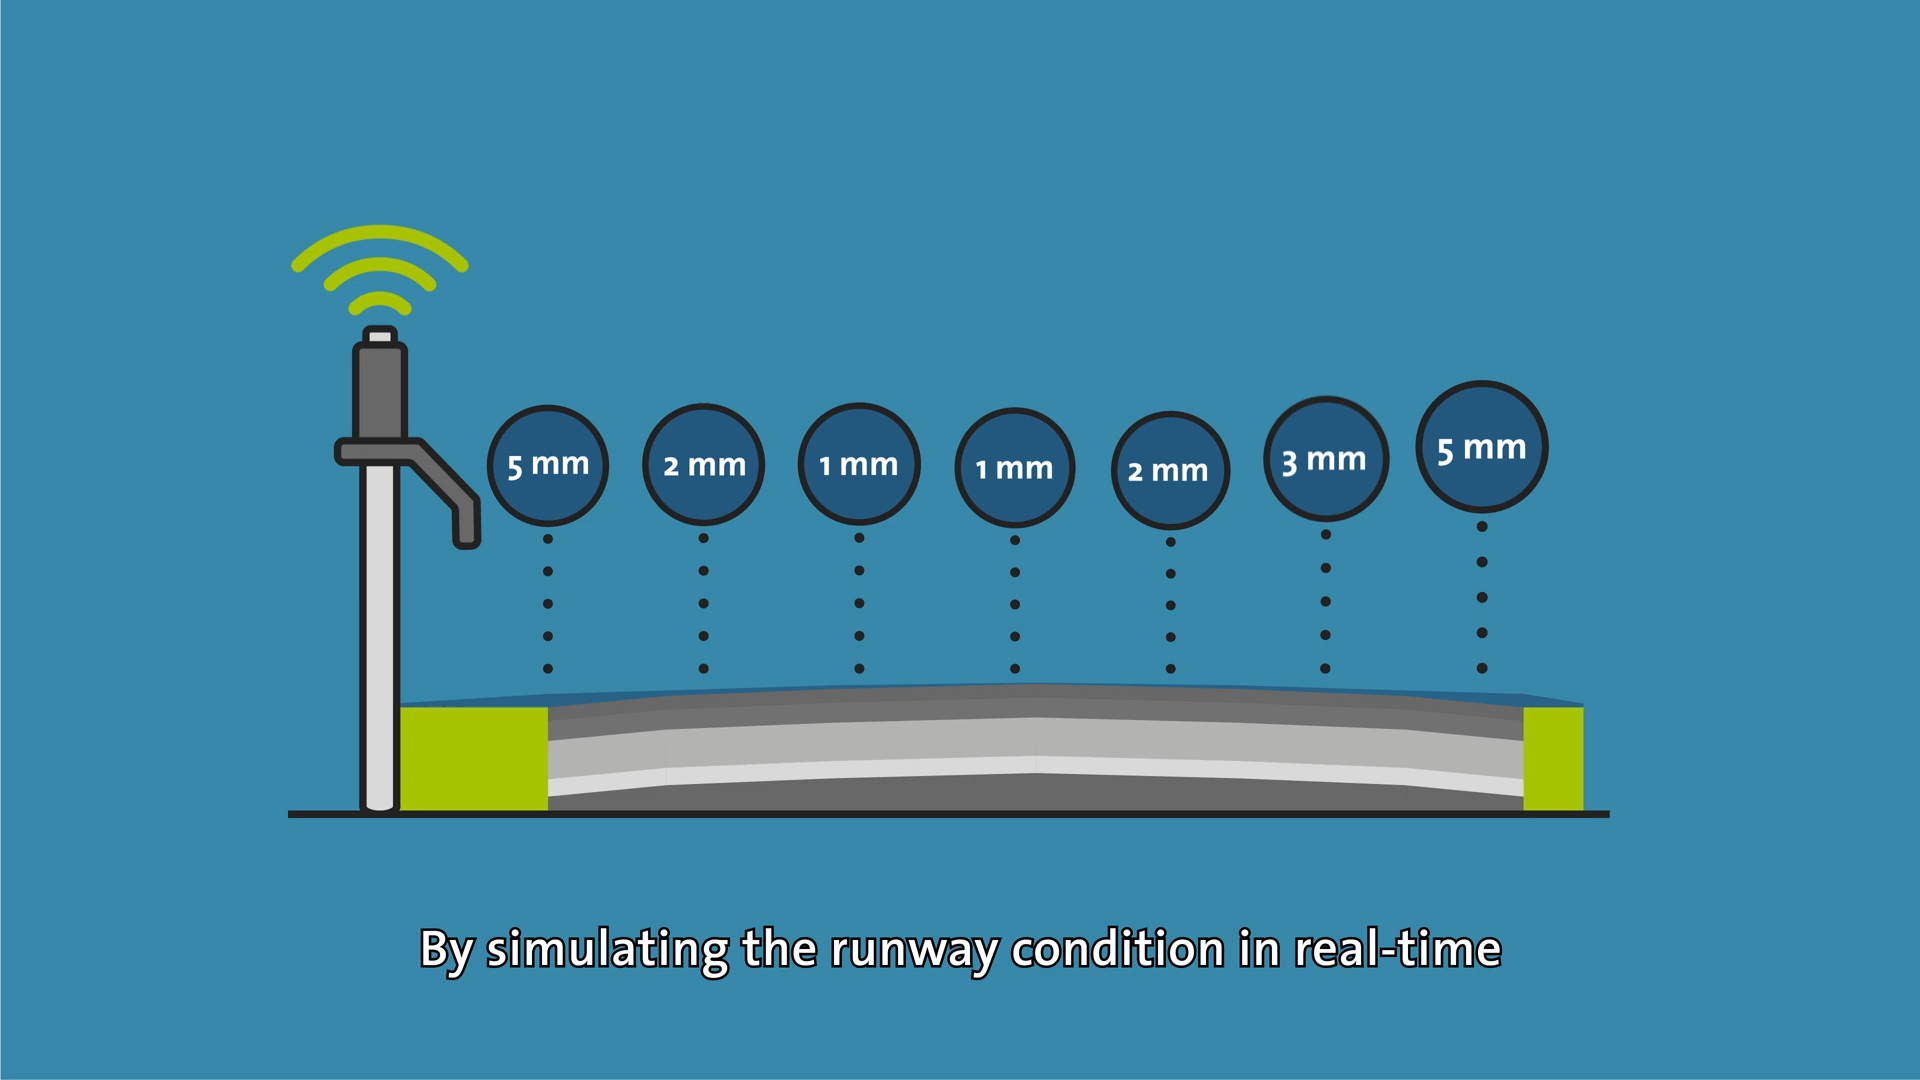 5 mm
2 mm
1 mm
1 mm
2 mm
3 mm
5 mm
By simulating the runway condition in real-time